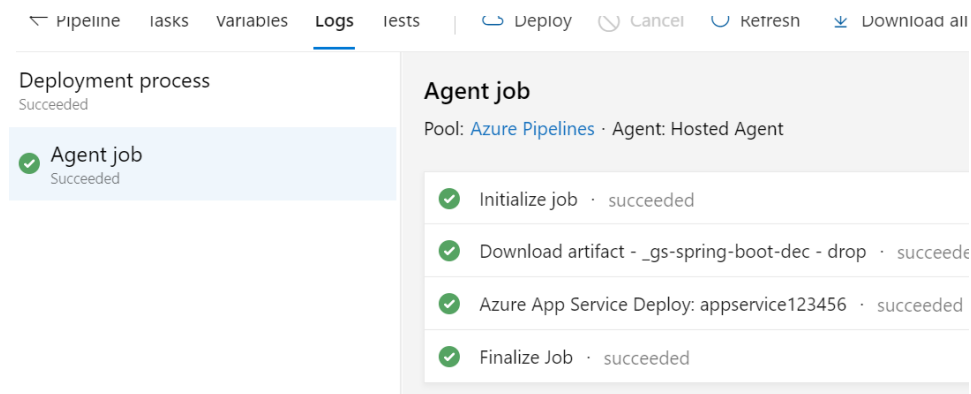 Pipeline Tasks Variables Logs Tests Deploy Cancel Refresh Download all
Deployment process
Succeeded
Agent job
Succeeded
Agent job
Pool: Azure Pipelines · Agent: Hosted Agent
Initialize job · succeeded
Download artifact - _gs-spring-boot-dec - drop · succeede
Azure App Service Deploy: appservice123456 · succeeded
Finalize Job · succeeded